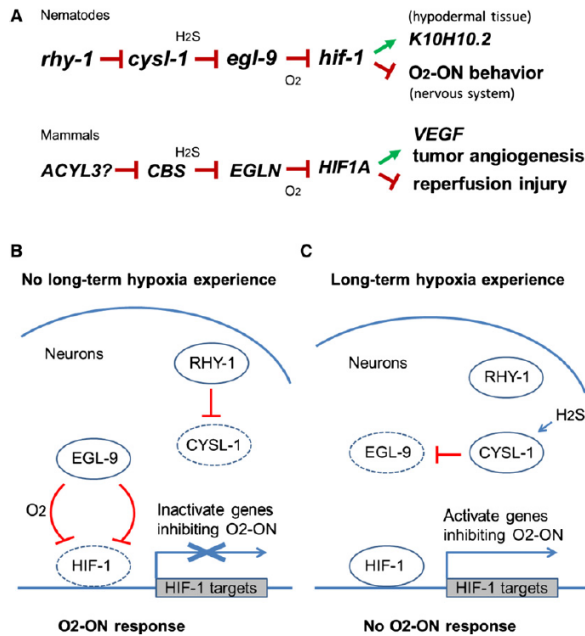 A
Nematodes
H2S
(hypodermal tissue)
K10H10.2
rhy-1 cysl-1 egl-9 hif-1
O2
O2-ON behavior
(nervous system)
Mammals
H2S
VEGF
tumor angiogenesis
ACYL3? CBS EGLN HIF1A
O2
reperfusion injury
B
No long-term hypoxia experience
Neurons
RHY-1
CYSL-1
EGL-9
O2
Inactivate genes
inhibiting O2-ON
HIF-1
HIF-1 targets
O2-ON response
C
Long-term hypoxia experience
Neurons
RHY-1
H2S
EGL-9
CYSL-1
Activate genes
inhibiting O2-ON
HIF-1
HIF-1 targets
No O2-ON response